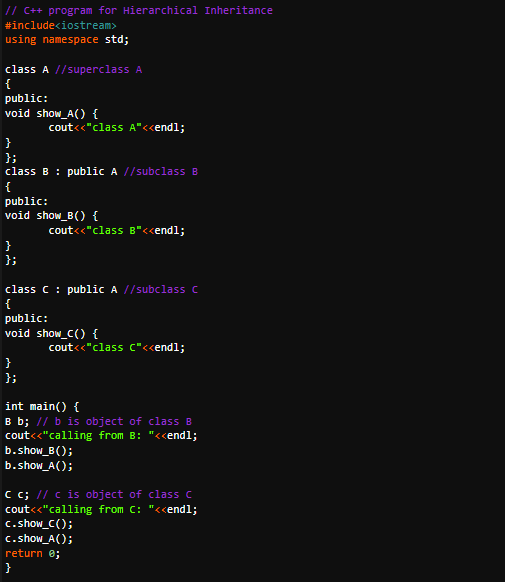 // C++ program for Hierarchical Inheritance
#include<iostream>
using namespace std;

class A //superclass A
{
public:
void show_A() {
       cout<<"class A"<<endl;
}
};
class B : public A //subclass B
{
public:
void show_B() {
       cout<<"class B"<<endl;
}
};

class C : public A //subclass C
{
public:
void show_C() {
       cout<<"class C"<<endl;
}
};

int main() {
B b; // b is object of class B
cout<<"calling from B: "<<endl;
b.show_B();
b.show_A();

C c; // c is object of class C
cout<<"calling from C: "<<endl;
c.show_C();
c.show_A();
return 0;
}